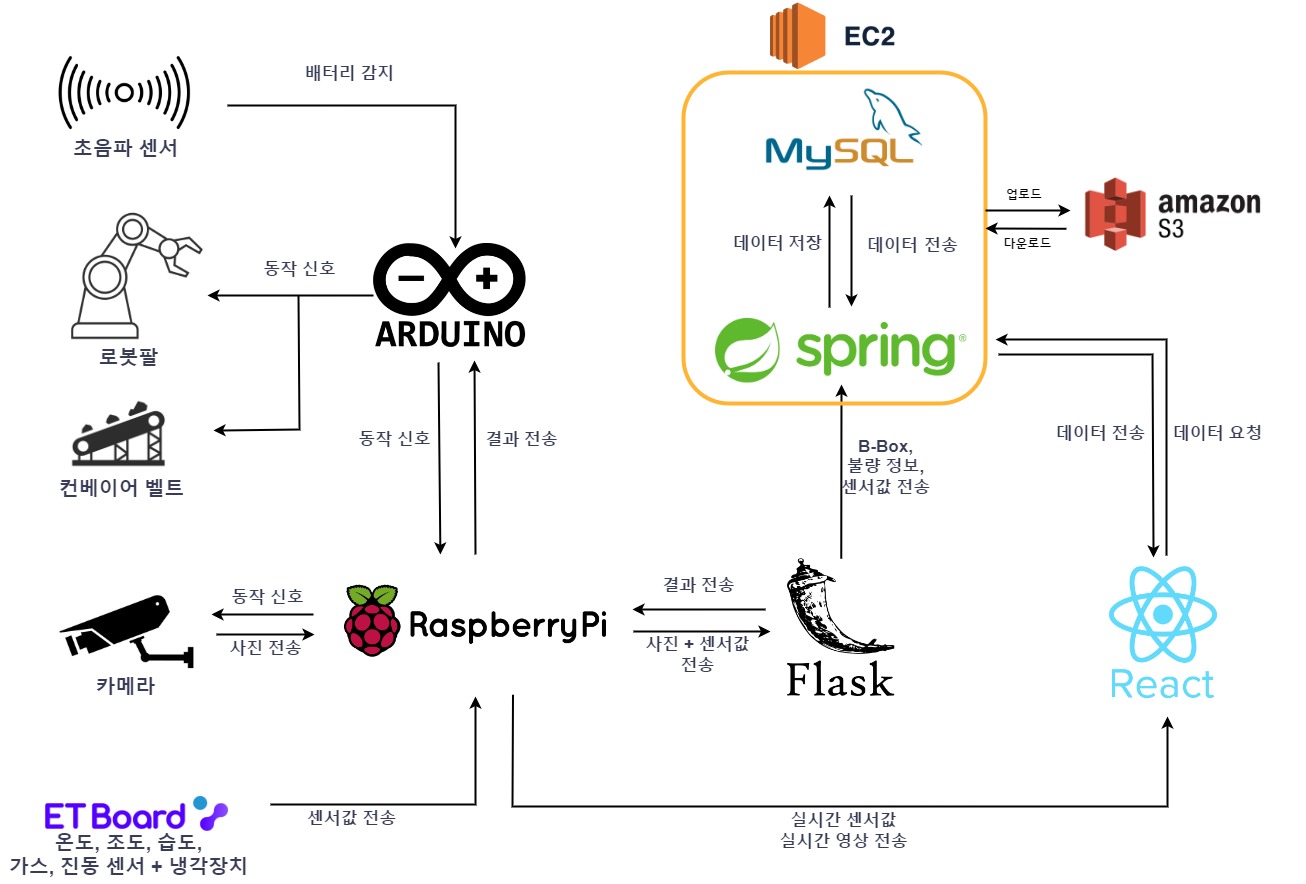 EC2
배터리 감지
초음파 센서
MySQL
업로드
amazon
S3
다운로드
데이터 저장
데이터 전송
동작 신호
ARDUINO
로봇팔
spring®
동작 신호
결과 전송
데이터 전송
데이터 요청
B-Box,
불량 정보,
센서값 전송
컨베이어 벨트
동작 신호
사진 전송
카메라
RaspberryPi
결과 전송
사진 + 센서값
전송
Flask
React
ET Board
온도, 조도, 습도,
가스, 진동 센서 + 냉각장치
센서값 전송
실시간 센서값
실시간 영상 전송